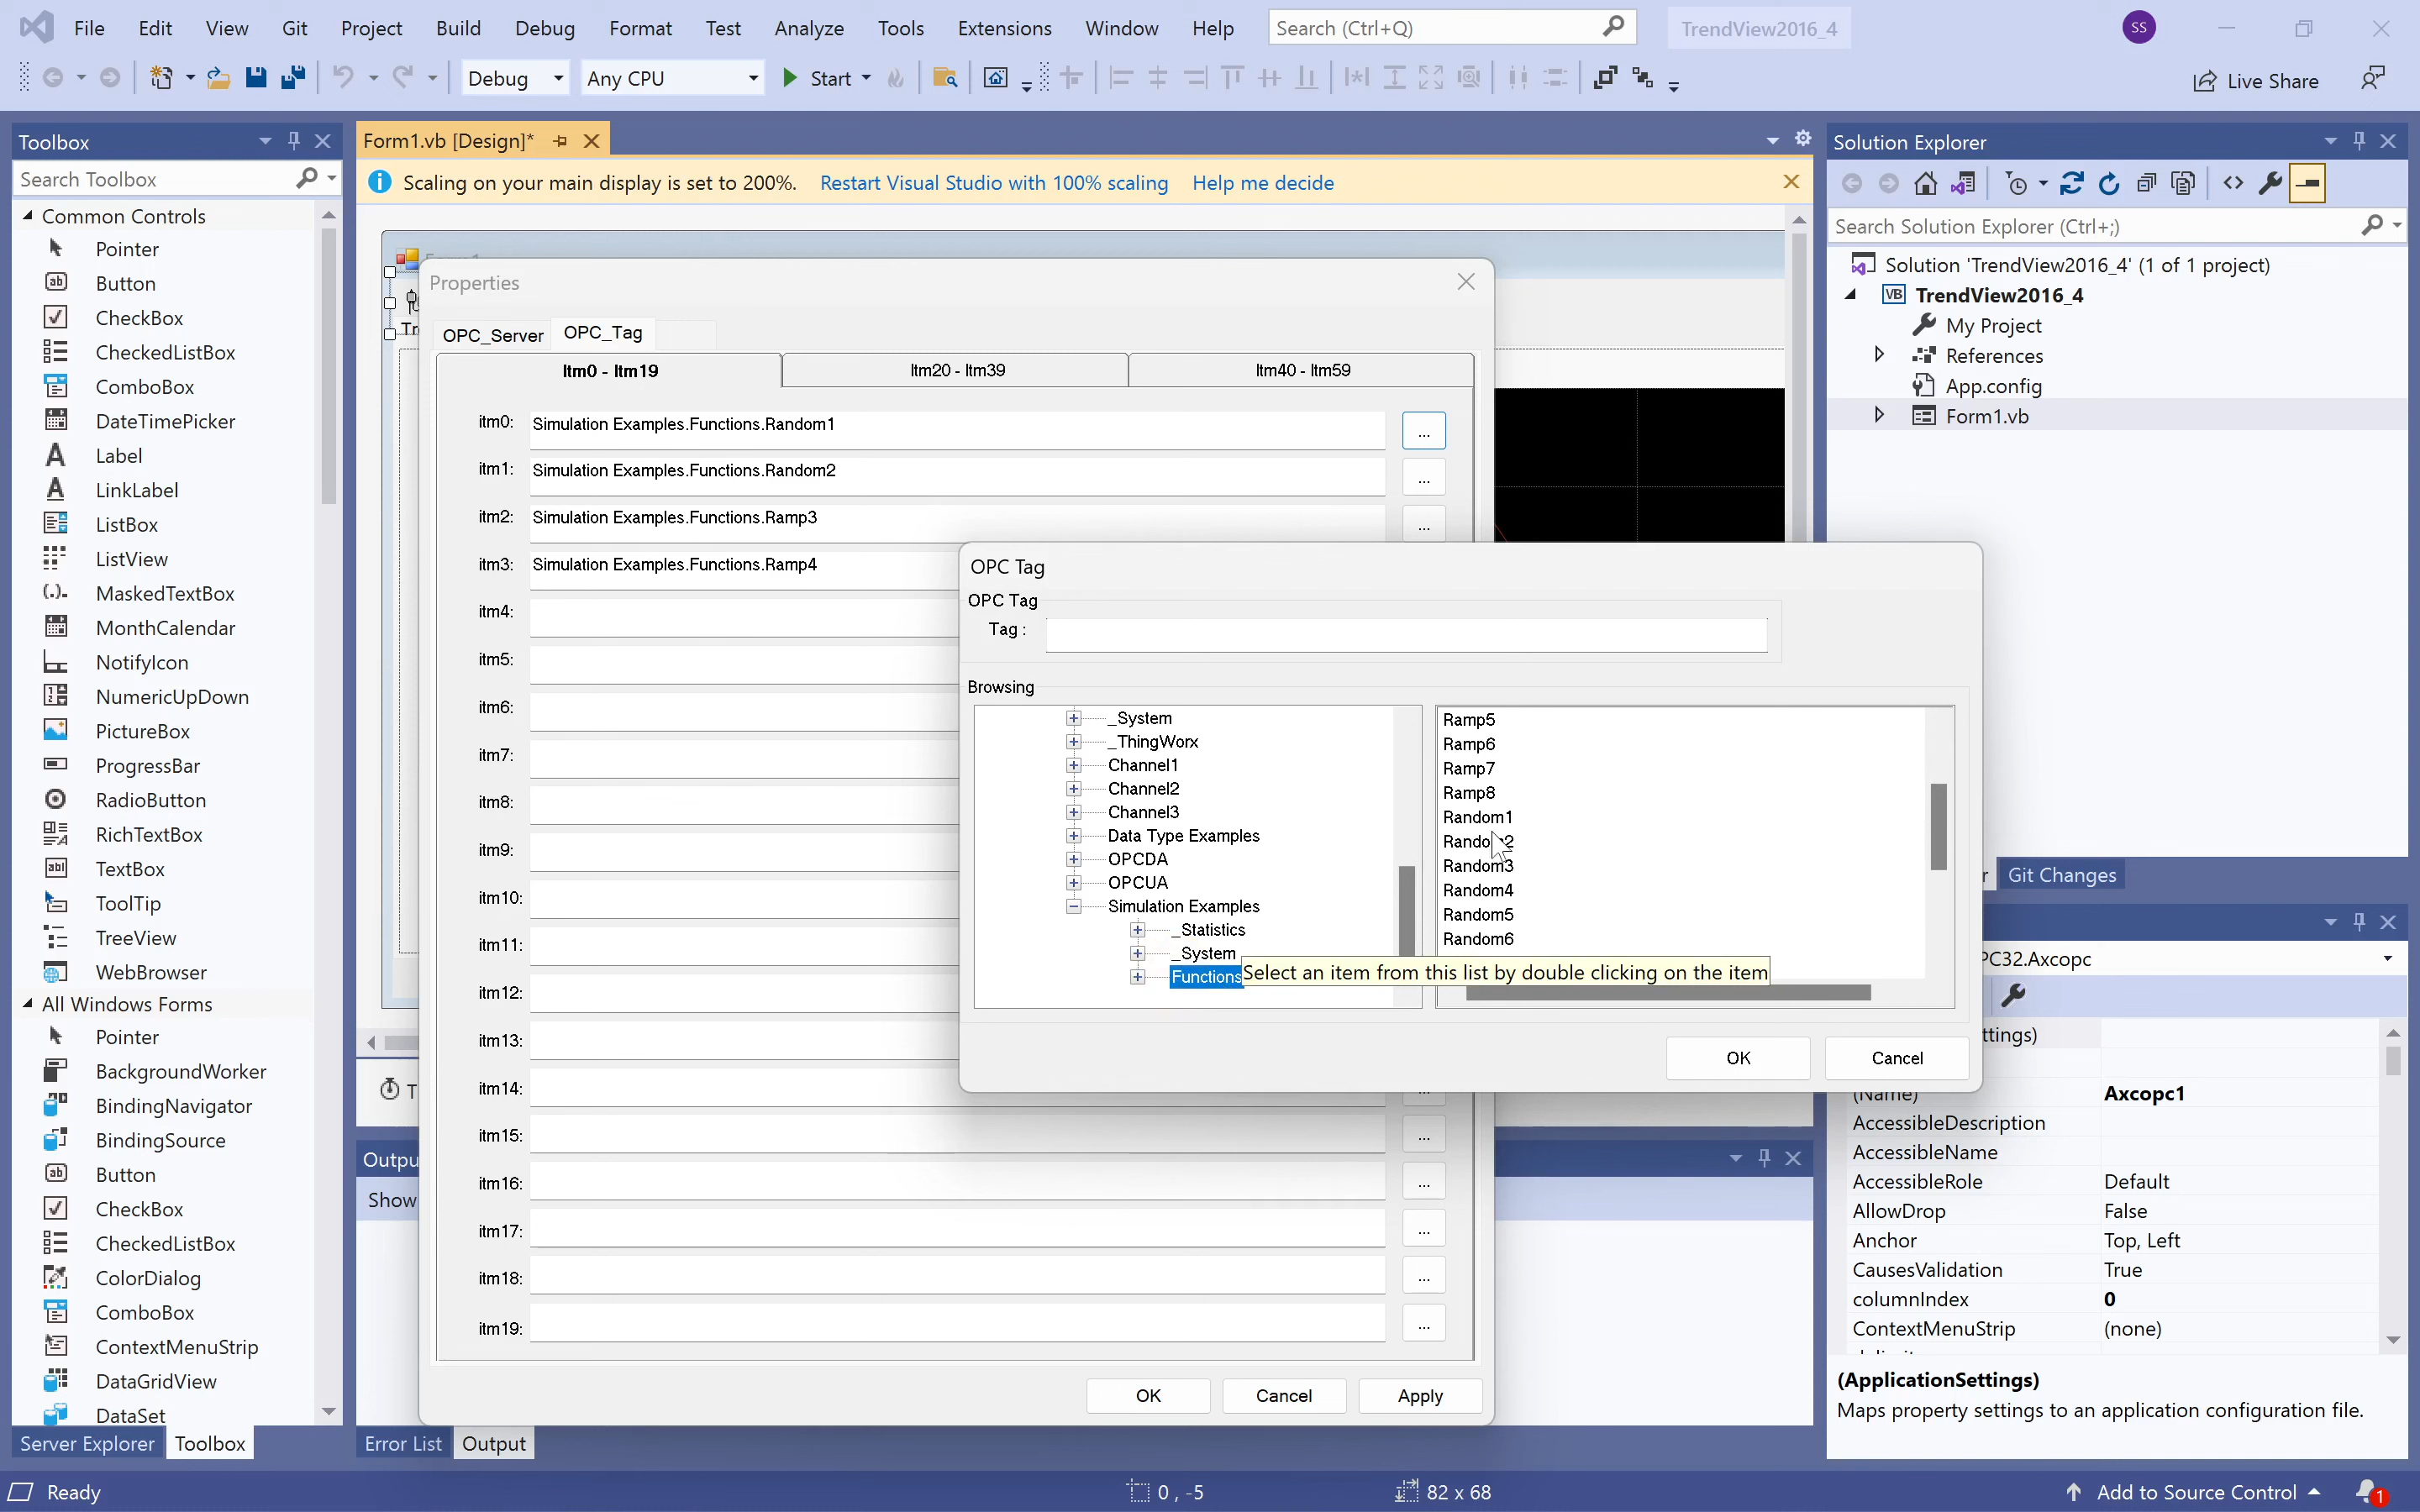 File Edit View Git Project Build Debug Format Test Analyze Tools Extensions Window Help Search (Ctrl+Q) TrendView2016_4 SS
Debug Any CPU Start Live Share
Toolbox
Search Toolbox
Common Controls
Pointer
Button
CheckBox
CheckedListBox
ComboBox
DateTimePicker
Label
LinkLabel
ListBox
ListView
MaskedTextBox
MonthCalendar
NotifyIcon
NumericUpDown
PictureBox
ProgressBar
RadioButton
RichTextBox
TextBox
ToolTip
TreeView
WebBrowser
All Windows Forms
Pointer
BackgroundWorker
BindingNavigator
BindingSource
Button
CheckBox
CheckedListBox
ColorDialog
ComboBox
ContextMenuStrip
DataGridView
DataSet
Server Explorer Toolbox
Form1.vb [Design]*
Scaling on your main display is set to 200%. Restart Visual Studio with 100% scaling Help me decide
Properties
OPC_Server OPC_Tag
Itm0 - Itm19 Itm20 - Itm39 Itm40 - Itm59
itm0: Simulation Examples.Functions.Random1 ...
itm1: Simulation Examples.Functions.Random2 ...
itm2: Simulation Examples.Functions.Ramp3 ...
itm3: Simulation Examples.Functions.Ramp4
itm4:
itm5:
itm6:
itm7:
itm8:
itm9:
itm10:
itm11:
itm12:
itm13:
itm14: ...
itm15: ...
itm16: ...
itm17: ...
itm18: ...
itm19: ...
OK Cancel Apply
OPC Tag
OPC Tag
Tag :
Browsing
_System
_ThingWorx
Channel1
Channel2
Channel3
Data Type Examples
OPCDA
OPCUA
Simulation Examples
_Statistics
_System
Functions
Ramp5
Ramp6
Ramp7
Ramp8
Random1
Random2
Random3
Random4
Random5
Random6
Select an item from this list by double clicking on the item
OK Cancel
Outpu
Show
Error List Output
Solution Explorer
Search Solution Explorer (Ctrl+;)
Solution 'TrendView2016_4' (1 of 1 project)
VB TrendView2016_4
My Project
References
App.config
Form1.vb
Git Changes
PC32.Axcopc
ttings)
(Name) Axcopc1
AccessibleDescription
AccessibleName
AccessibleRole Default
AllowDrop False
Anchor Top, Left
CausesValidation True
columnIndex 0
ContextMenuStrip (none)
(ApplicationSettings)
Maps property settings to an application configuration file.
Ready 0 , -5 82 x 68 Add to Source Control 1